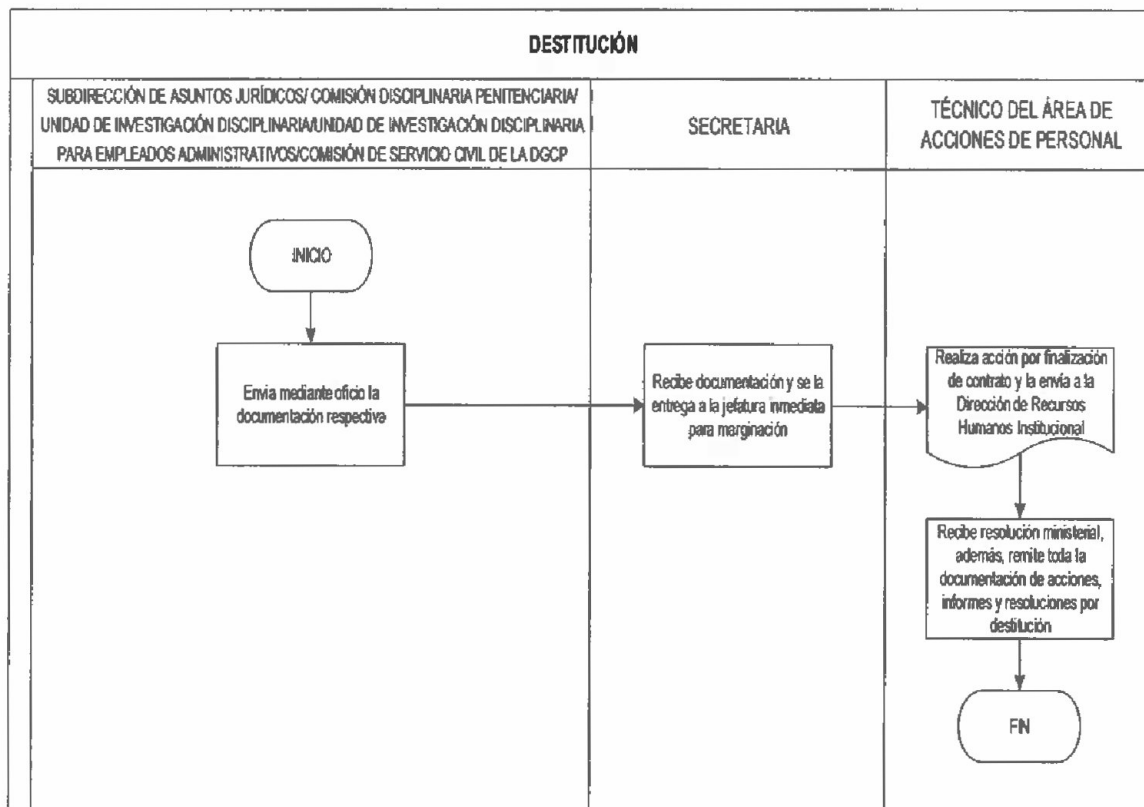 DESTITUCIÓN
SUBDIRECCIÓN DE ASUNTOS JURÍDICOS/ COMISIÓN DISCIPLINARIA PENITENCIARIA/
UNIDAD DE INVESTIGACIÓN DISCIPLINARIA/UNIDAD DE INVESTIGACIÓN DISCIPLINARIA
PARA EMPLEADOS ADMINISTRATIVOS/COMISIÓN DE SERVICIO CIVIL DE LA DGCP
SECRETARIA
TÉCNICO DEL ÁREA DE
ACCIONES DE PERSONAL
INICIO
Envia mediante oficio la
documentación respectiva
Recibe documentación y se la
entrega a la jefatura inmediata
para marginación
Realiza acción por finalización
de contrato y la envía a la
Dirección de Recursos
Humanos Institucional
Recibe resolución ministerial,
además, remite toda la
documentación de acciones,
informes y resoluciones por
destitución
FIN